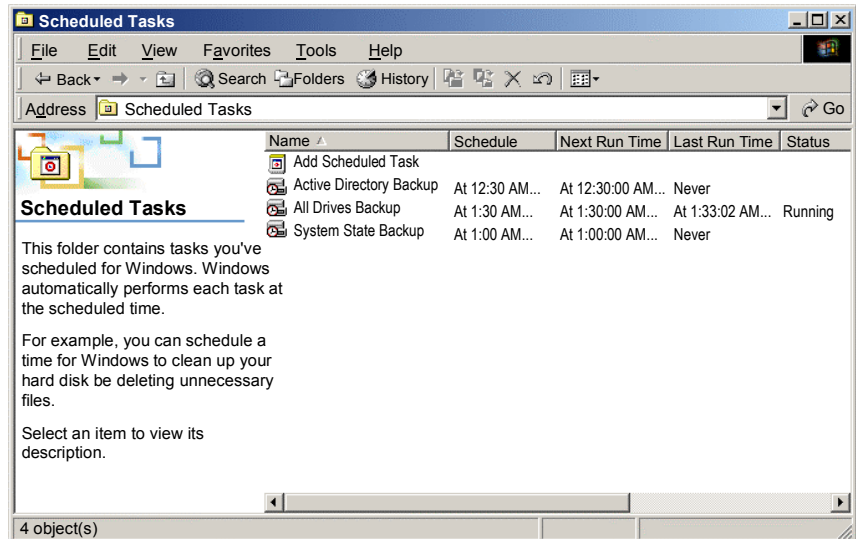 Scheduled Tasks
File Edit View Favorites Tools Help
Back Search Folders History
Address Scheduled Tasks Go
Name Schedule Next Run Time Last Run Time Status
Add Scheduled Task
Active Directory Backup At 12:30 AM... At 12:30:00 AM... Never
All Drives Backup At 1:30 AM... At 1:30:00 AM... At 1:33:02 AM... Running
System State Backup At 1:00 AM... At 1:00:00 AM... Never
Scheduled Tasks
This folder contains tasks you've
scheduled for Windows. Windows
automatically performs each task at
the scheduled time.
For example, you can schedule a
time for Windows to clean up your
hard disk be deleting unnecessary
files.
Select an item to view its
description.
4 object(s)